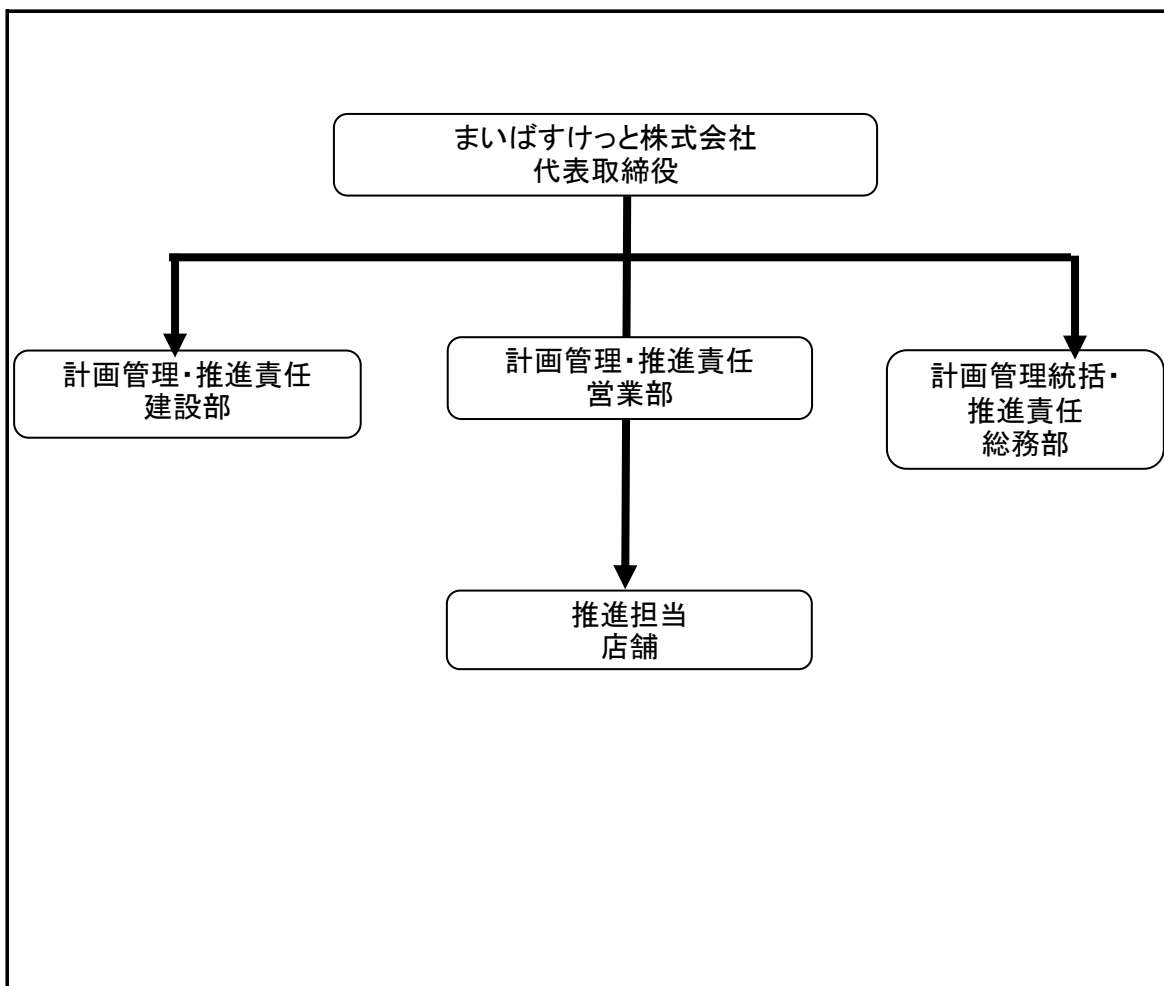 まいばすけっと株式会社
代表取締役
計画管理・推進責任
建設部
計画管理・推進責任
営業部
計画管理統括・
推進責任
総務部
推進担当
店舗